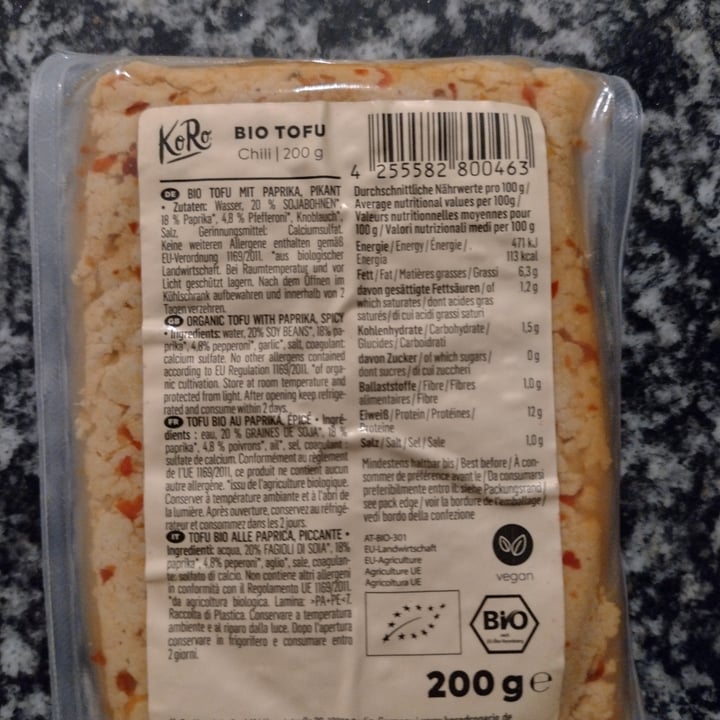 KoRo
BIO TOFU
Chili | 200 g
4 255582 800463
DE BIO TOFU MIT PAPRIKA, PIKANT
• Zutaten: Wasser, 20 % SOJABOHNEN*,
18 % Paprika*, 4,8 % Pfefferoni*, Knoblauch*,
Salz, Gerinnungsmittel: Calciumsulfat.
Keine weiteren Allergene enthalten gemäß
EU-Verordnung 1169/2011. *aus biologischer
Landwirtschaft. Bei Raumtemperatur und vor
Licht geschützt lagern. Nach dem Öffnen im
Kühlschrank aufbewahren und innerhalb von 2
Tagen verzehren.
GB ORGANIC TOFU WITH PAPRIKA, SPICY
• Ingredients: water, 20% SOY BEANS*, 18% pa-
prika*, 4,8% pepperoni*, garlic*, salt, coagulant:
calcium sulfate. No other allergens contained
according to EU Regulation 1169/2011. *of orga-
nic cultivation. Store at room temperature and
protected from light. After opening keep refrige-
rated and consume within 2 days.
FR TOFU BIO AU PAPRIKA, ÉPICÉ • Ingré-
dients : eau, 20 % GRAINES DE SOJA*, 18 %
paprika*, 4,8 % poivrons*, ail*, sel, coagulant :
sulfate de calcium. Conformément au règlement
de l'UE 1169/2011, ce produit ne contient aucun
autre allergène. *issu de l'agriculture biologique.
Conserver à température ambiante et à l'abri de
la lumière. Après ouverture, conservez au réfrigé-
rateur et consommez dans les 2 jours.
IT TOFU BIO ALLE PAPRICA, PICCANTE •
Ingredienti: acqua, 20% FAGIOLI DI SOIA*, 18%
paprika*, 4,8% peperoni*, aglio*, sale, coagulan-
te: solfato di calcio. Non contiene altri allergeni
in conformità con il Regolamento UE 1169/2011.
*da agricoltura biologica. Lamina: >PA+PE<7.
Raccolta di Plastica. Conservare a temperatura
ambiente e al riparo dalla luce. Dopo l'apertura
conservare in frigorifero e consumare entro
2 giorni.
Durchschnittliche Nährwerte pro 100 g /
Average nutritional values per 100g /
Valeurs nutritionnelles moyennes pour
100 g / Valori nutrizionali medi per 100 g
Energie / Energy / Énergie / 471 kJ
Energia 113 kcal
Fett / Fat / Matières grasses / Grassi 6,3 g
davon gesättigte Fettsäuren / of 1,2 g
which saturates / dont acides gras
saturés / di cui acidi grassi saturi
Kohlenhydrate / Carbohydrate / 1,5 g
Glucides / Carboidrati
davon Zucker / of which sugars / 0 g
dont sucres / di cui zuccheri
Ballaststoffe / Fibre / Fibres 1,0 g
alimentaires / Fibre
Eiweiß / Protein / Protéines / 12 g
Proteine
Salz / Salt / Sel / Sale 1,0 g
Mindestens haltbar bis / Best before / À con-
sommer de préférence avant le / Da consumarsi
preferibilmente entro il: siehe Packungsrand /
see pack edge / voir la bordure de l'emballage /
vedi bordo della confezione
AT-BIO-301
EU-Landwirtschaft
EU-Agriculture
Agriculture UE
Agricoltura UE
vegan
BIO
nach
EG-Öko-Verordnung
200 g e